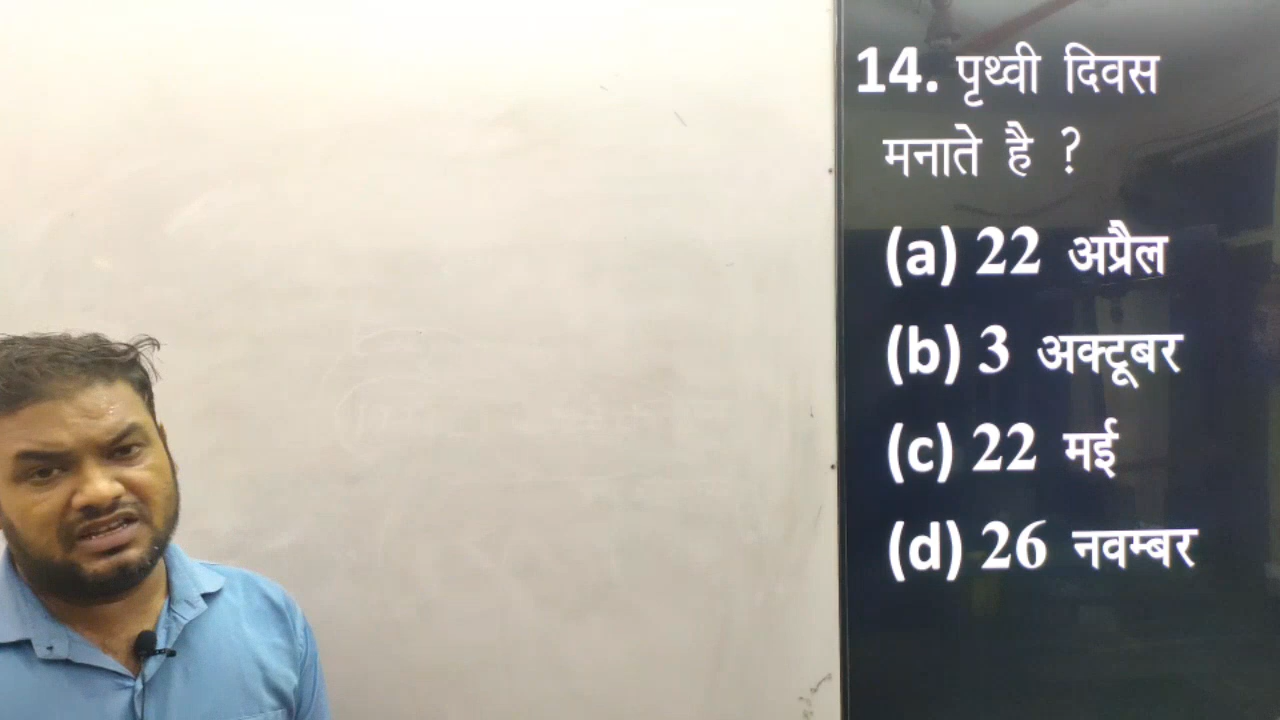 14. पृथ्वी दिवस
मनाते है ?
(a) 22 अप्रैल
(b) 3 अक्टूबर
(c) 22 मई
(d) 26 नवम्बर